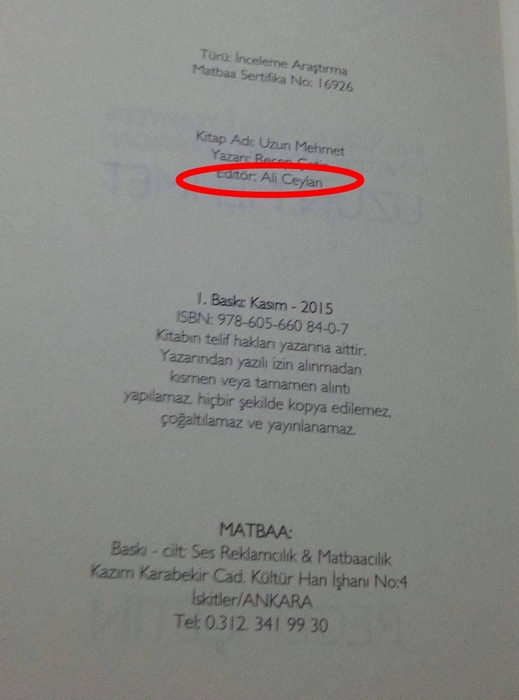 Türü: İnceleme Araştırma
Matbaa Sertifika No: 16926
Kitap Adı: Uzun Mehmet
Yazarı: Recep Çetin
Editör: Ali Ceylan
1. Baskı: Kasım - 2015
ISBN: 978-605-660 84-0-7
Kitabın telif hakları yazarına aittir.
Yazarından yazılı izin alınmadan
kısmen veya tamamen alıntı
yapılamaz, hiçbir şekilde kopya edilemez,
çoğaltılamaz ve yayınlanamaz.
MATBAA:
Baskı - cilt: Ses Reklamcılık & Matbaacılık
Kazım Karabekir Cad. Kültür Han İşhanı No:4
İskitler/ANKARA
Tel: 0.312. 341 99 30